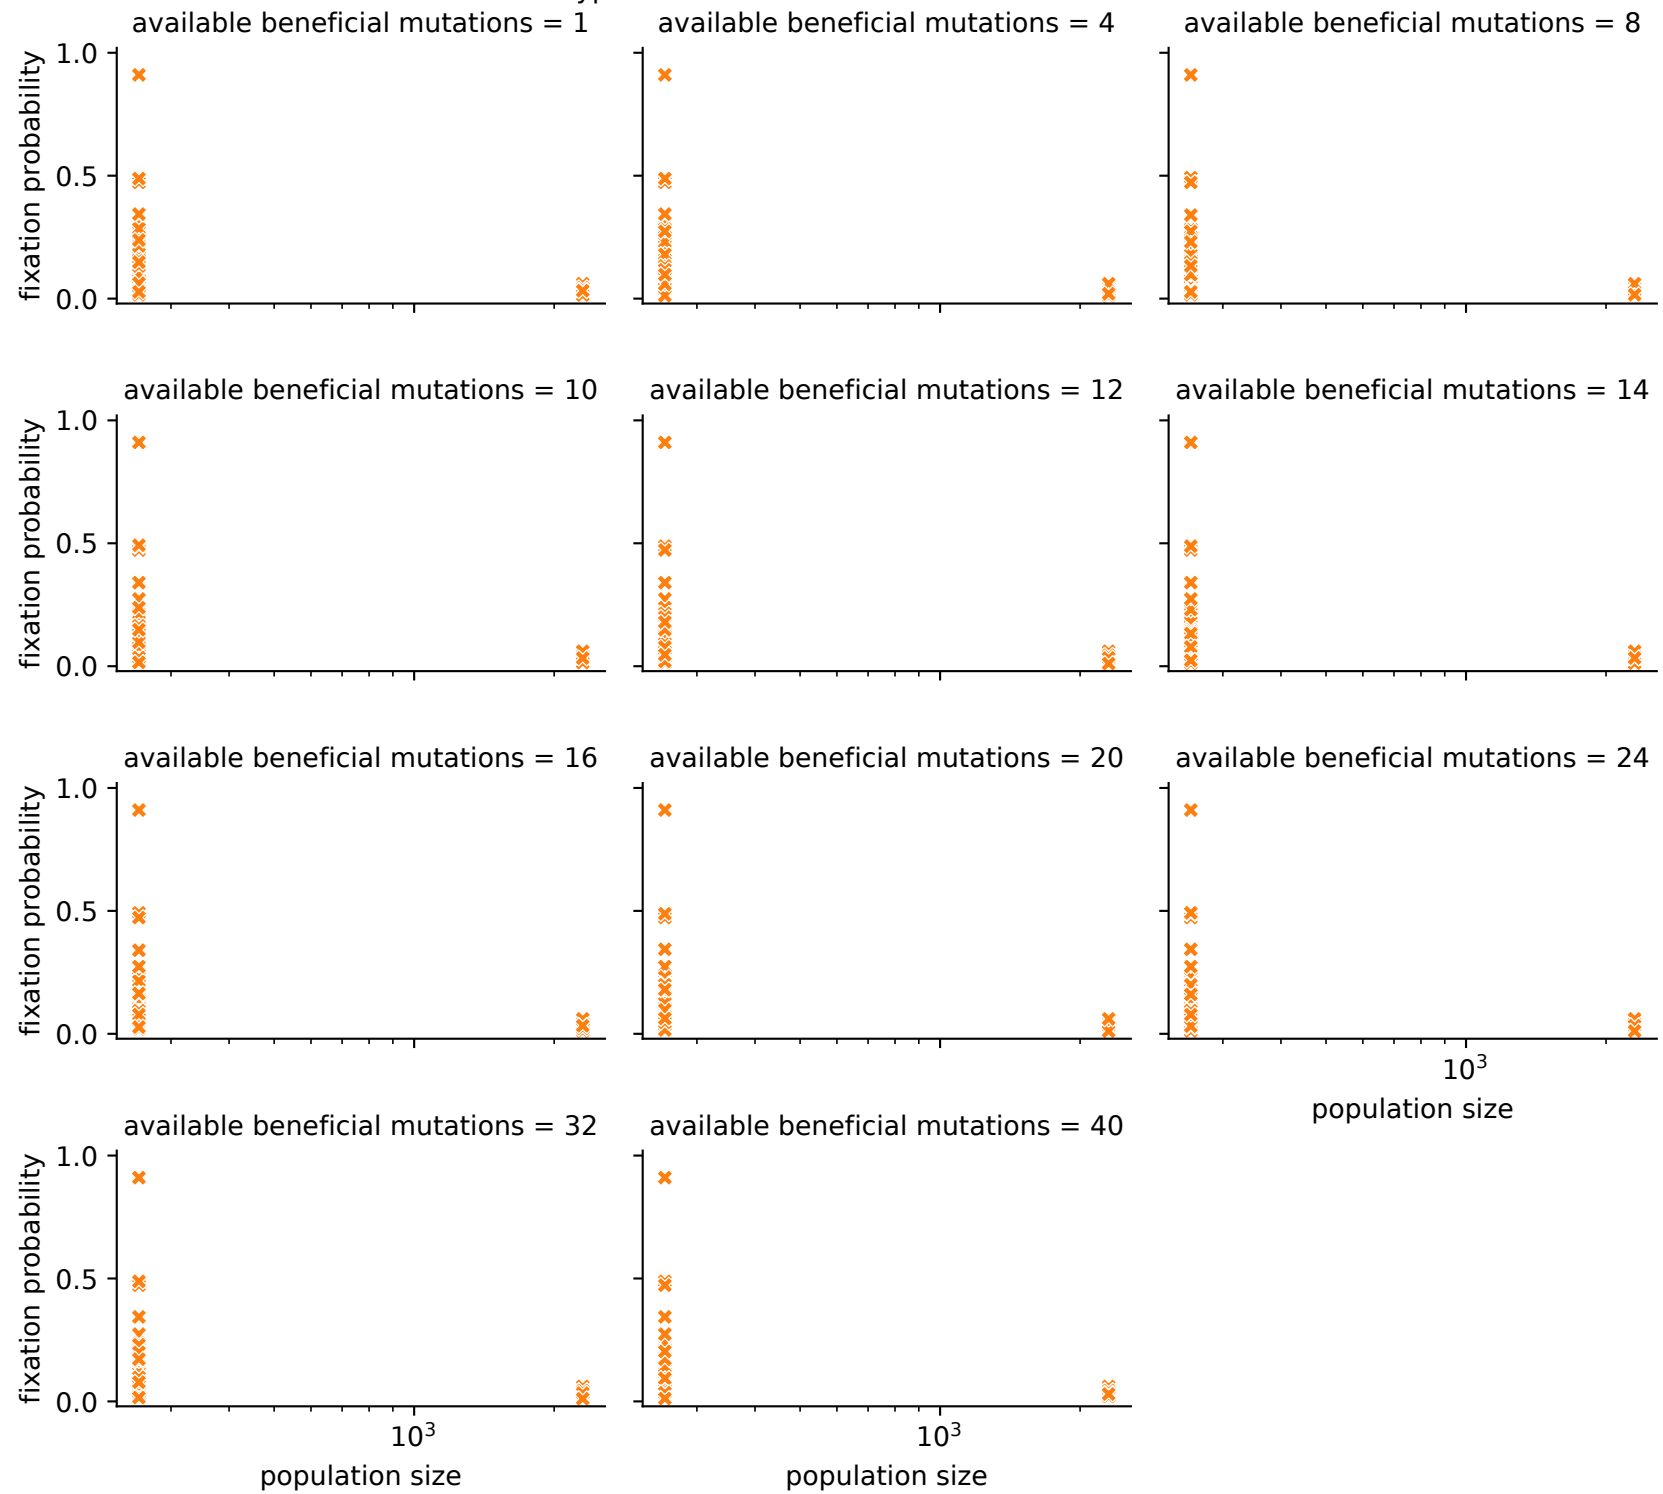 available beneficial mutations = 1
available beneficial mutations = 4
available beneficial mutations = 8
fixation probability
1.0
0.5
0.0
available beneficial mutations = 10
available beneficial mutations = 12
available beneficial mutations = 14
fixation probability
1.0
0.5
0.0
available beneficial mutations = 16
available beneficial mutations = 20
available beneficial mutations = 24
fixation probability
1.0
0.5
0.0
10³
population size
available beneficial mutations = 32
available beneficial mutations = 40
fixation probability
1.0
0.5
0.0
10³
10³
population size
population size